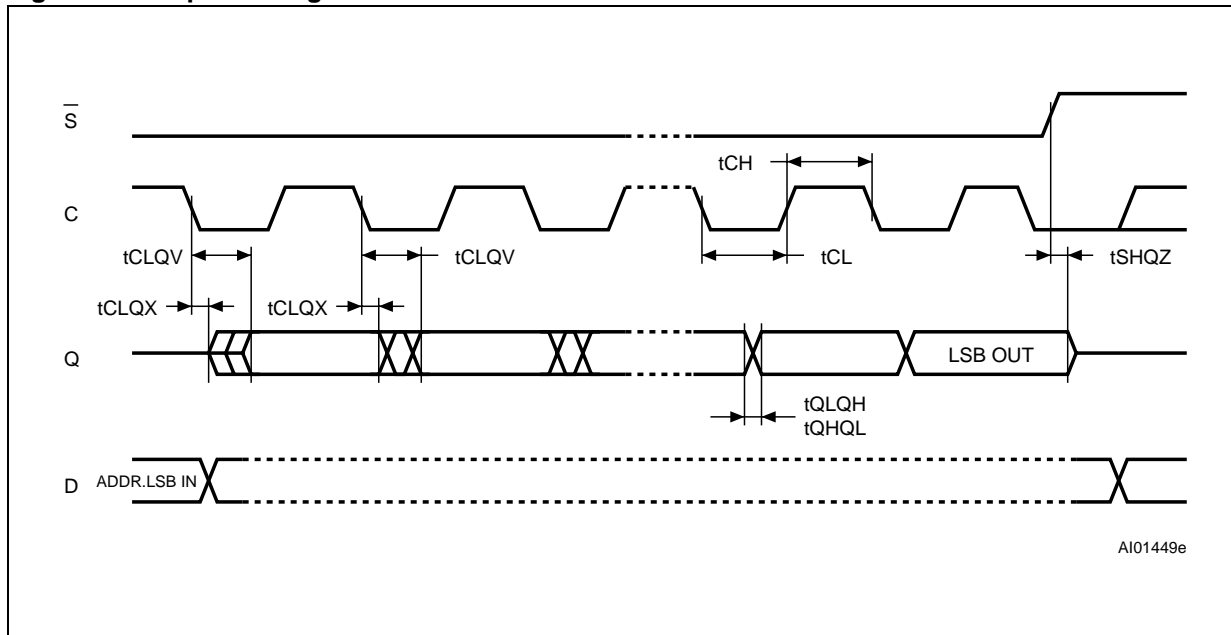 S
tCH
C
tCLQV
tCLQV
tCL
tSHQZ
tCLQX
tCLQX
Q
LSB OUT
tQLQH
tQHQL
D
ADDR.LSB IN
AI01449e